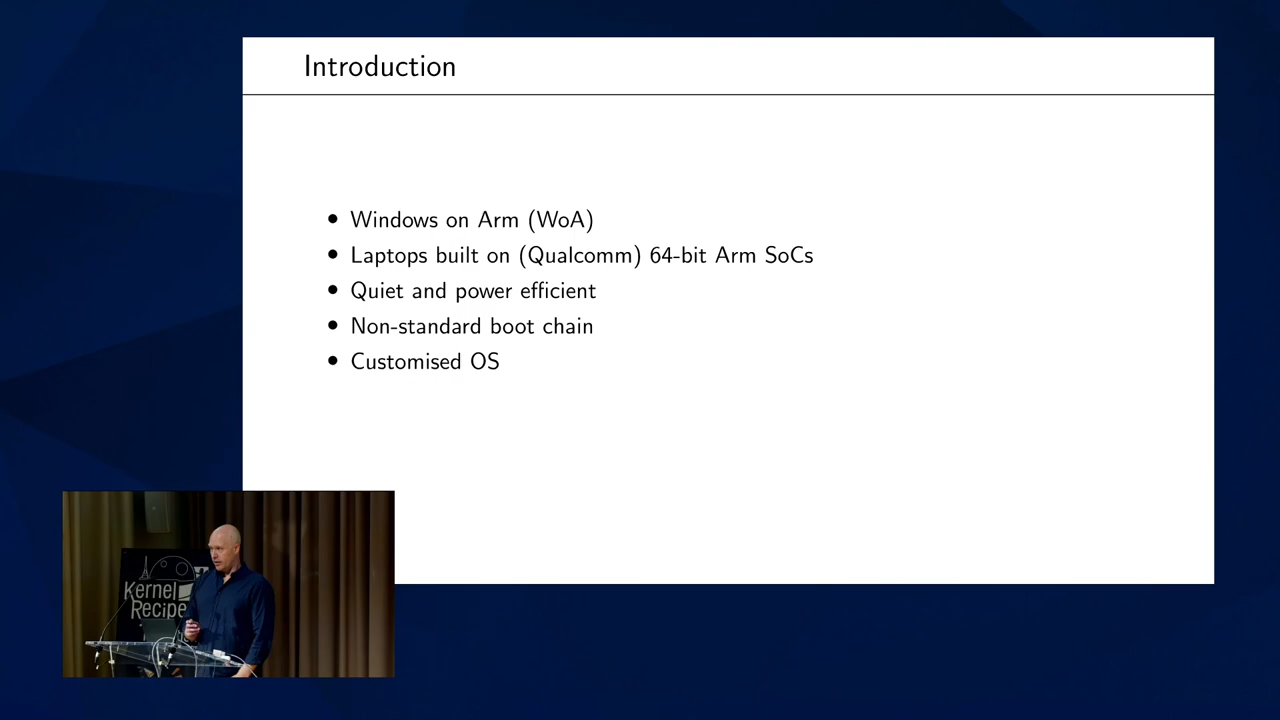 Introduction
• Windows on Arm (WoA)
• Laptops built on (Qualcomm) 64-bit Arm SoCs
• Quiet and power efficient
• Non-standard boot chain
• Customised OS
Kernel
Recipe